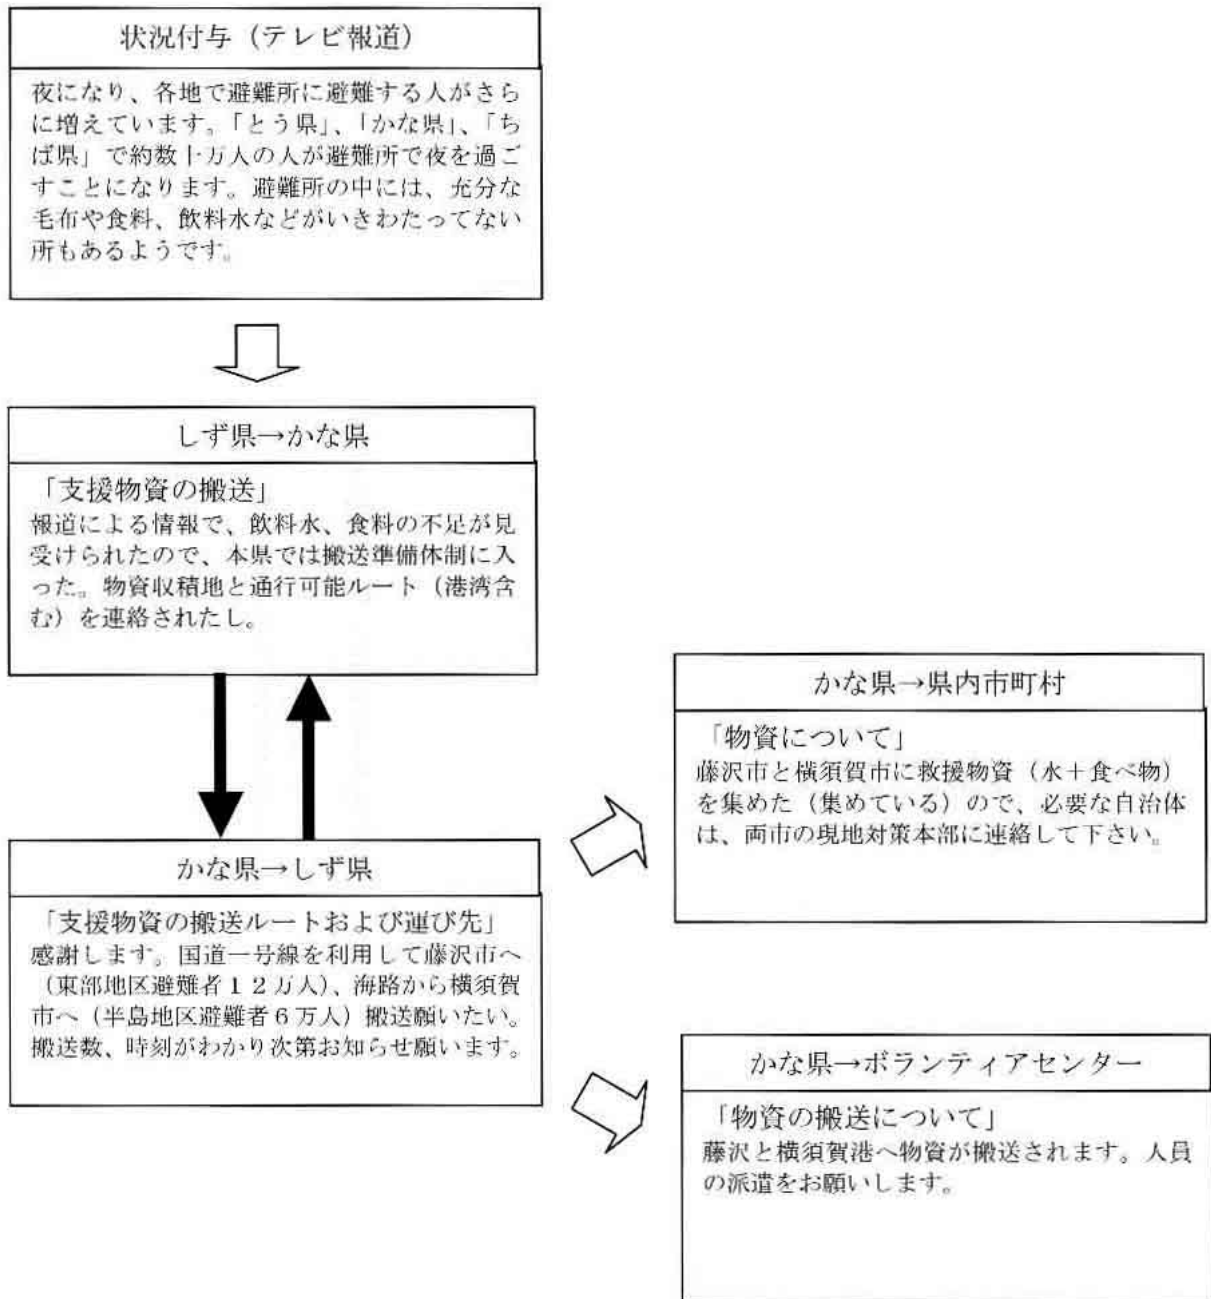 状況付与（テレビ報道）
夜になり、各地で避難所に避難する人がさら
に増えています。「とう県」、「かな県」、「ち
ば県」で約数十万人の人が避難所で夜を過ご
すことになります。避難所の中には、充分な
毛布や食料、飲料水などがいきわたってない
所もあるようです。
しず県→かな県
「支援物資の搬送」
報道による情報で、飲料水、食料の不足が見
受けられたので、本県では搬送準備体制に入
った。物資収積地と通行可能ルート（港湾含
む）を連絡されたし。
かな県→しず県
「支援物資の搬送ルートおよび運び先」
感謝します。国道一号線を利用して藤沢市へ
（東部地区避難者１２万人）、海路から横須賀
市へ（半島地区避難者６万人）搬送願いたい。
搬送数、時刻がわかり次第お知らせ願います。
かな県→県内市町村
「物資について」
藤沢市と横須賀市に救援物資（水＋食べ物）
を集めた（集めている）ので、必要な自治体
は、両市の現地対策本部に連絡して下さい。
かな県→ボランティアセンター
「物資の搬送について」
藤沢と横須賀港へ物資が搬送されます。人員
の派遣をお願いします。